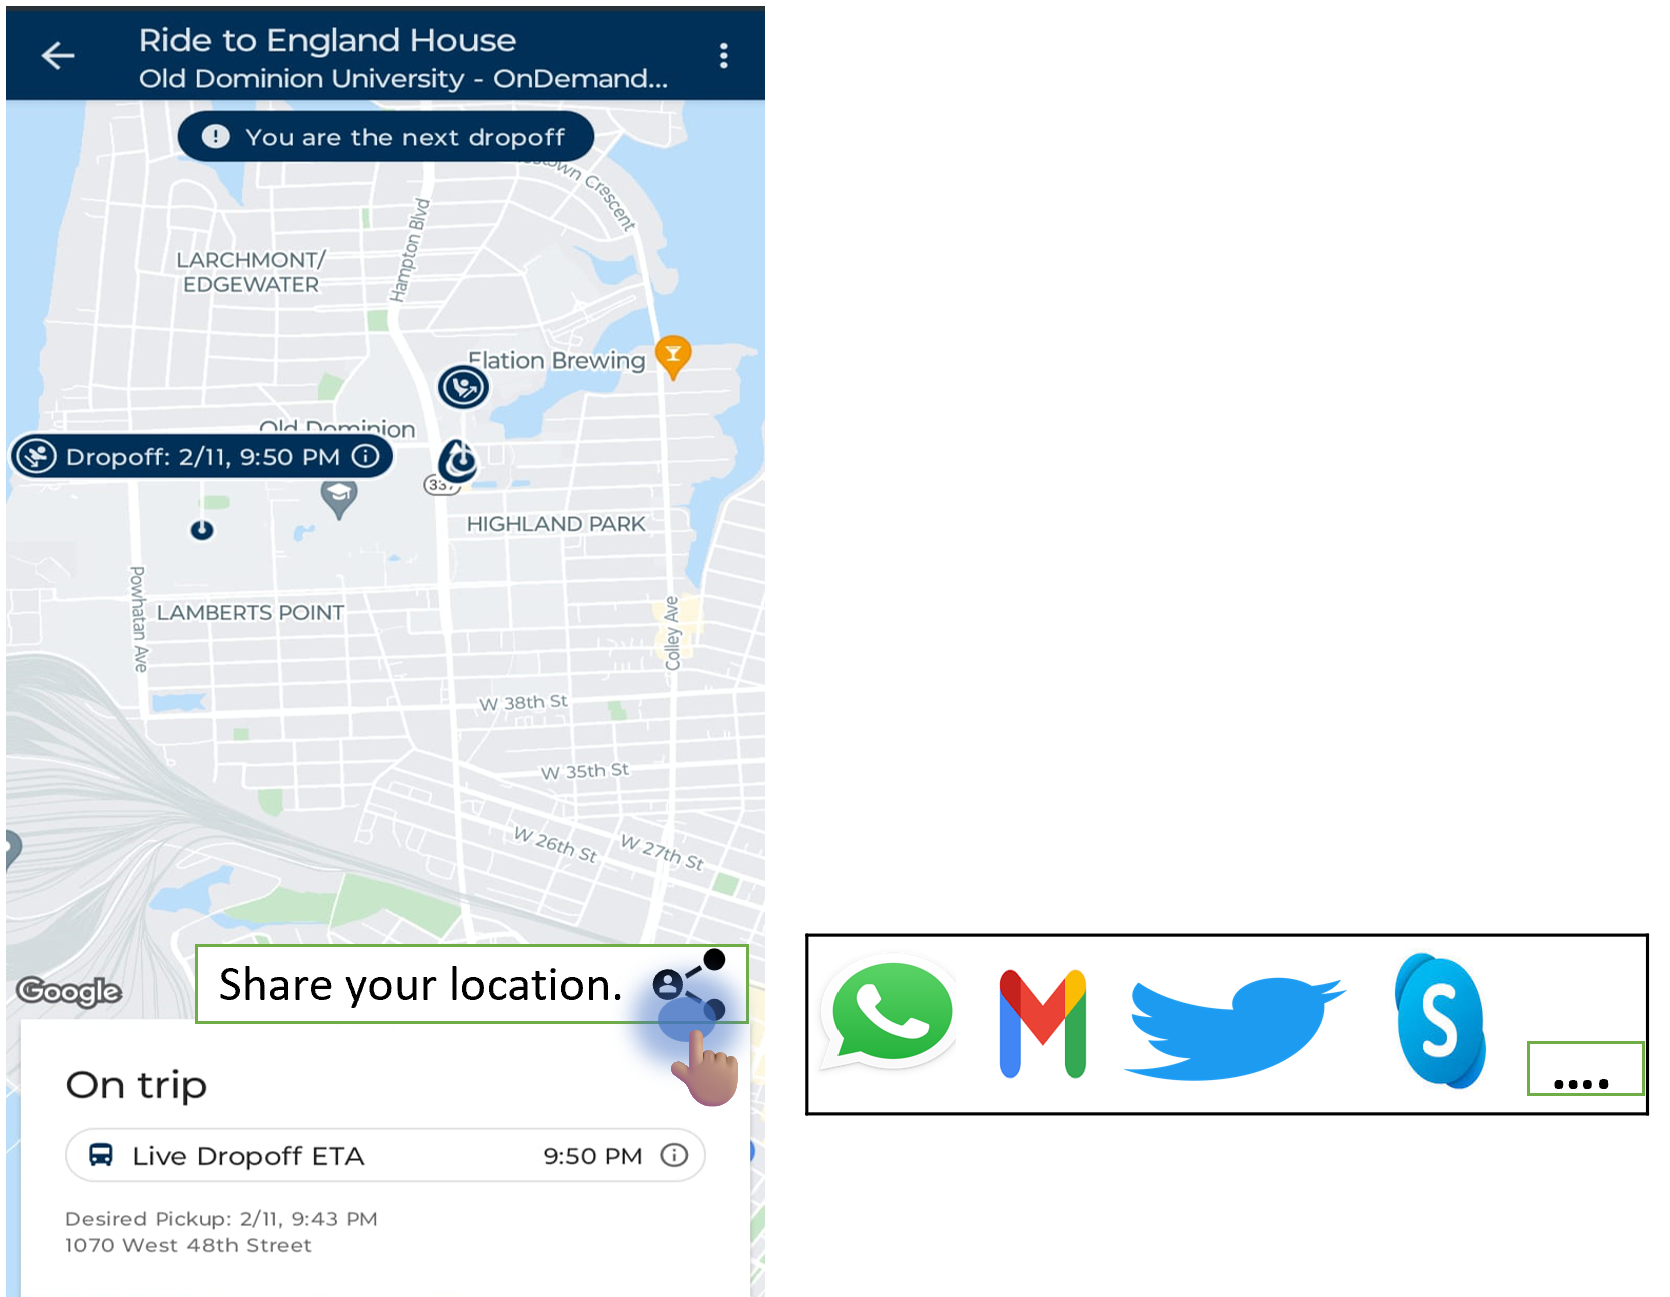 Ride to England House
Old Dominion University - OnDemand...
You are the next dropoff
Crescent
Hampton Blvd
LARCHMONT/
EDGEWATER
Elation Brewing
Old Dominion
Dropoff: 2/11, 9:50 PM
337
HIGHLAND PARK
Powhatan Ave
LAMBERTS POINT
Colley Ave
W 38th St
W 35th St
W 26th St
W 27th St
Google
Share your location.
On trip
Live Dropoff ETA 9:50 PM
Desired Pickup: 2/11, 9:43 PM
1070 West 48th Street
....